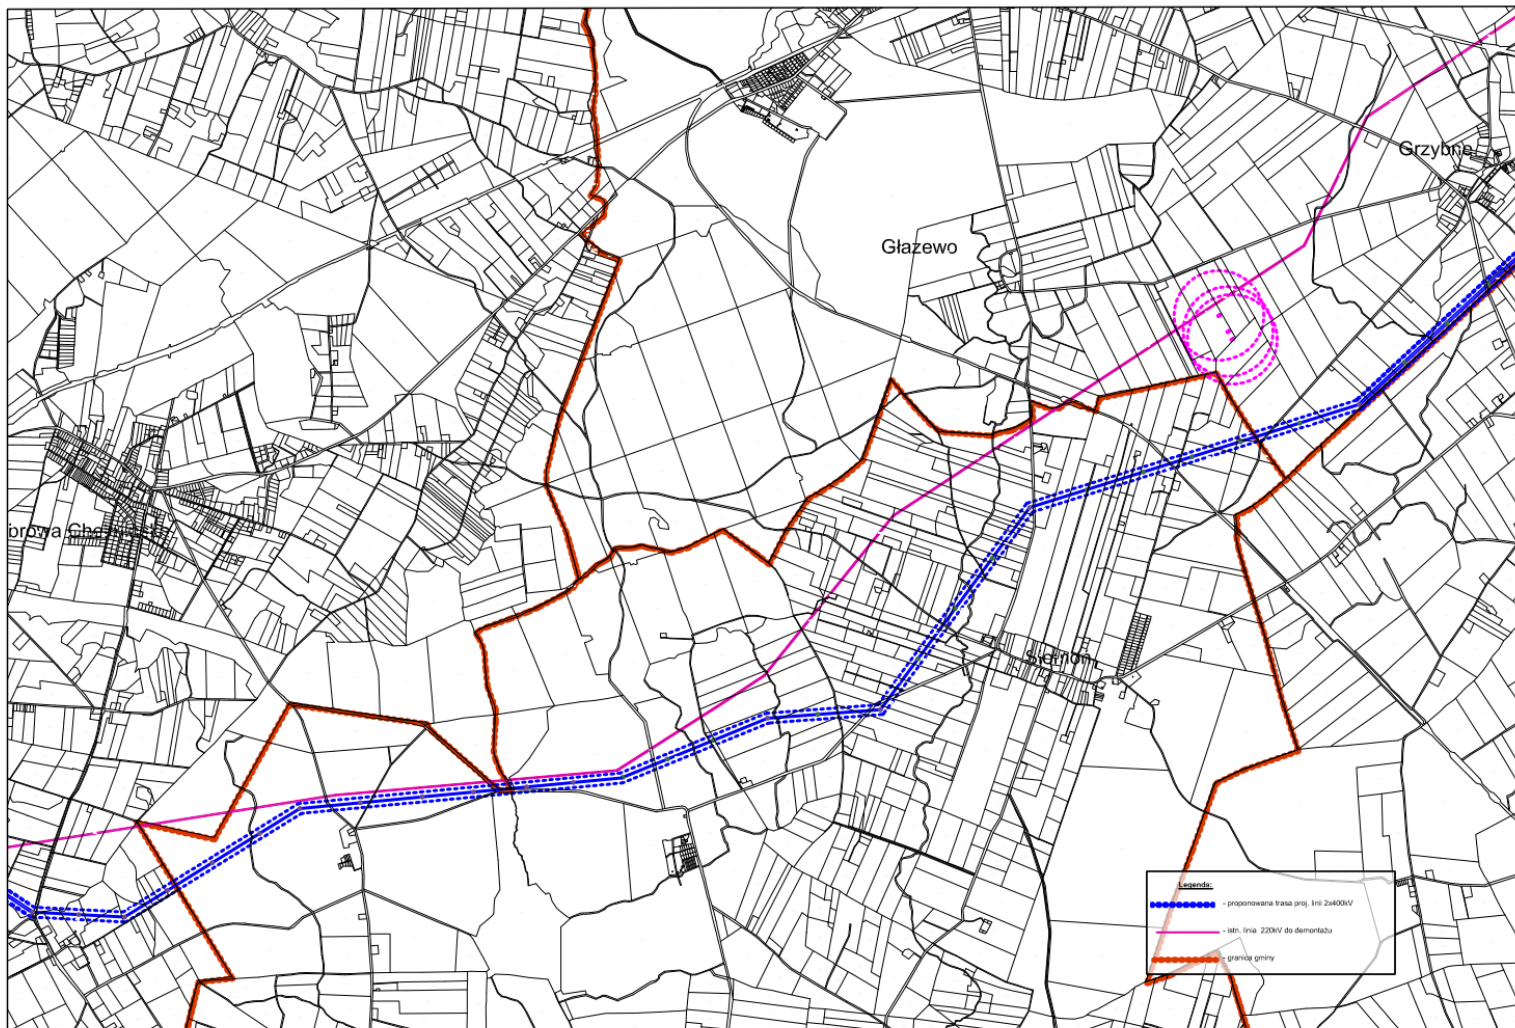 Grzybno
Głazewo
Siemoń
Legenda:
- proponowana trasa proj. linii 2x400kV
- istn. linia 220kV do demontażu
- granica gminy